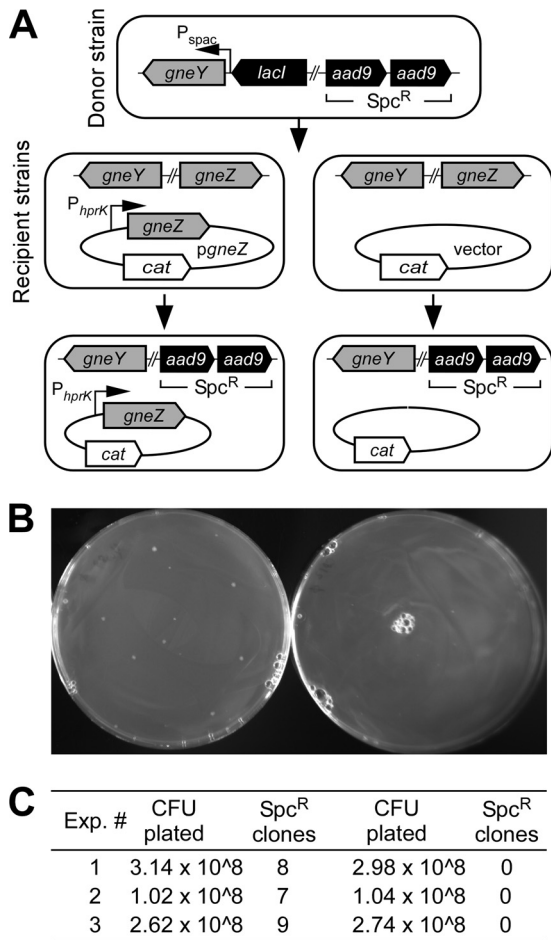 A
Donor strain
P spac
gneY lacI // aad9 aad9
Spc^R
Recipient strains
gneY // gneZ
P hprK
gneZ
pgneZ
cat
gneY // gneZ
vector
cat
gneY // aad9 aad9
Spc^R
P hprK
gneZ
cat
gneY // aad9 aad9
Spc^R
cat
B
C
Exp. # CFU plated Spc^R clones CFU plated Spc^R clones
1 3.14 x 10^8 8 2.98 x 10^8 0
2 1.02 x 10^8 7 1.04 x 10^8 0
3 2.62 x 10^8 9 2.74 x 10^8 0